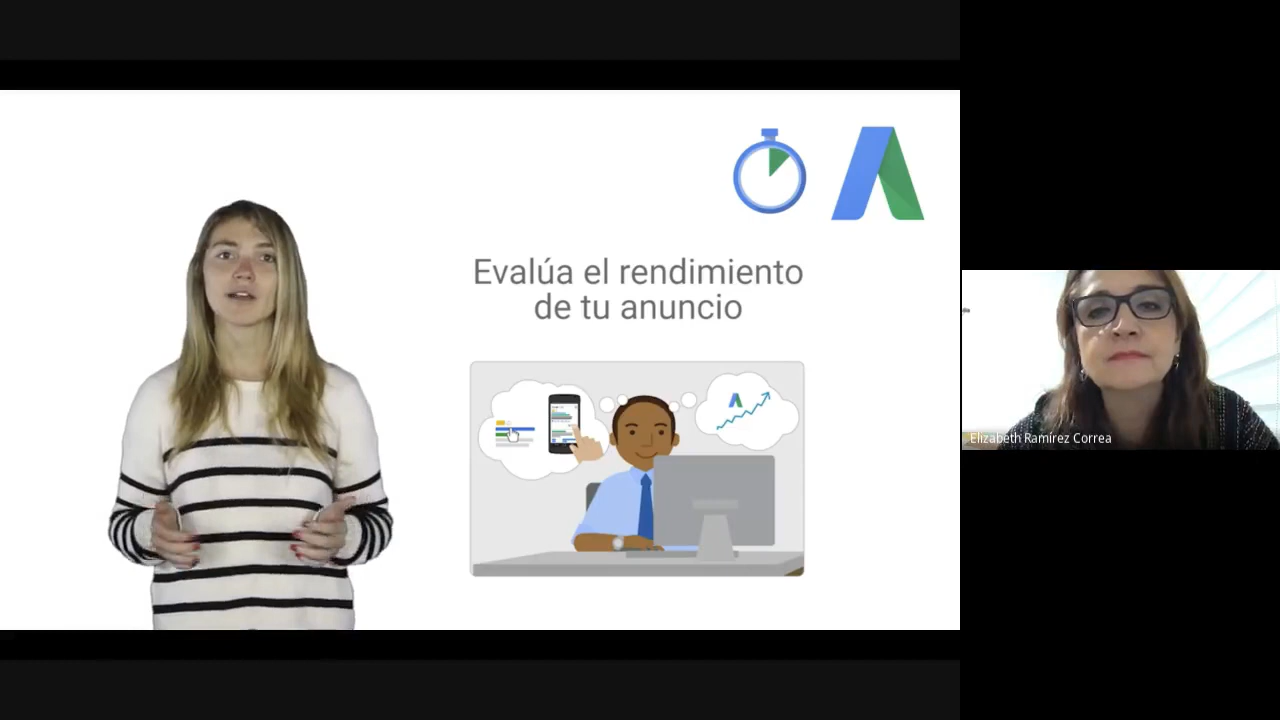 Evalúa el rendimiento
de tu anuncio
Elizabeth Ramírez Correa